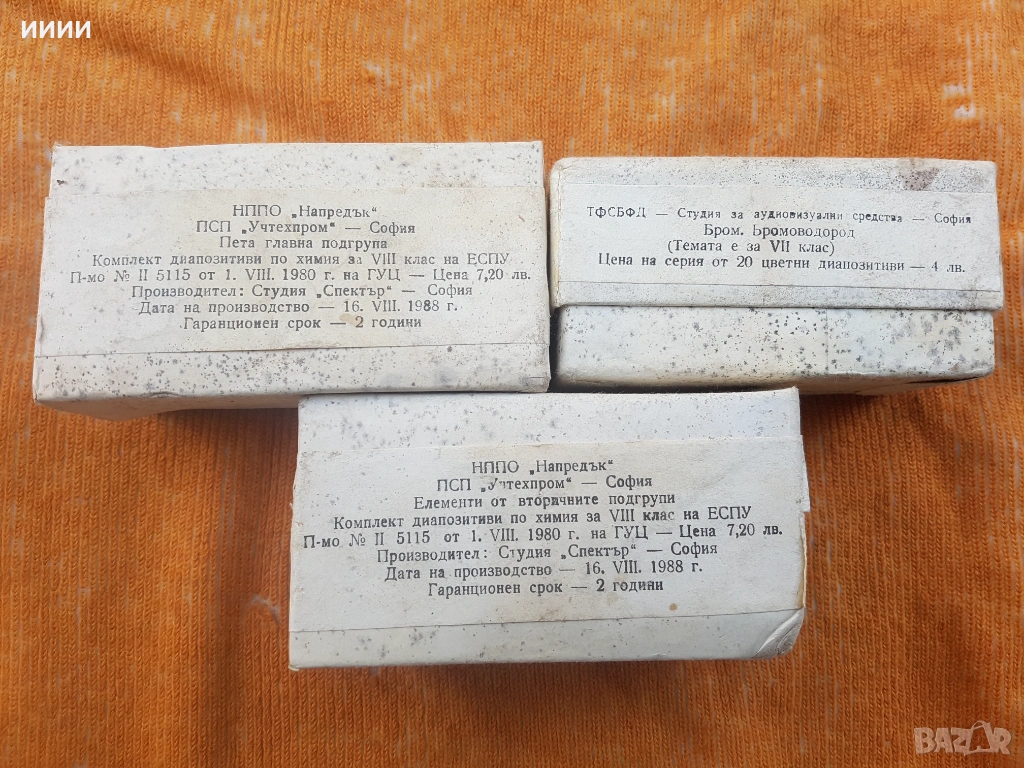 ииии
НППО „Напредък“
ПСП „Учтехпром“ — София
Пета главна подгрупа
Комплект диапозитиви по химия за VIII клас на ЕСПУ
П-мо № II 5115 от 1. VIII. 1980 г. на ГУЦ — Цена 7,20 лв.
Производител: Студия „Спектър“ — София
Дата на производство — 16. VIII. 1988 г.
Гаранционен срок — 2 години
ТФСБФД — Студия за аудиовизуални средства — София
Бром. Бромоводород
(Темата е за VII клас)
Цена на серия от 20 цветни диапозитиви — 4 лв.
НППО „Напредък“
ПСП „Учтехпром“ — София
Елементи от вторичните подгрупи
Комплект диапозитиви по химия за VIII клас на ЕСПУ
П-мо № II 5115 от 1. VIII. 1980 г. на ГУЦ — Цена 7,20 лв.
Производител: Студия „Спектър“ — София
Дата на производство — 16. VIII. 1988 г.
Гаранционен срок — 2 години
BAZAR